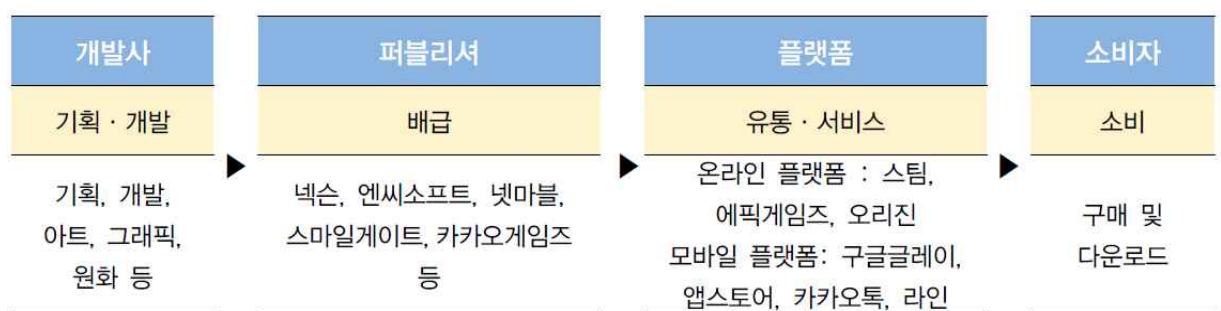 개발사
기획 · 개발
기획, 개발,
아트, 그래픽,
원화 등
퍼블리셔
배급
넥슨, 엔씨소프트, 넷마블,
스마일게이트, 카카오게임즈
등
플랫폼
유통 · 서비스
온라인 플랫폼 : 스팀,
에픽게임즈, 오리진
모바일 플랫폼: 구글글레이,
앱스토어, 카카오톡, 라인
소비자
소비
구매 및
다운로드